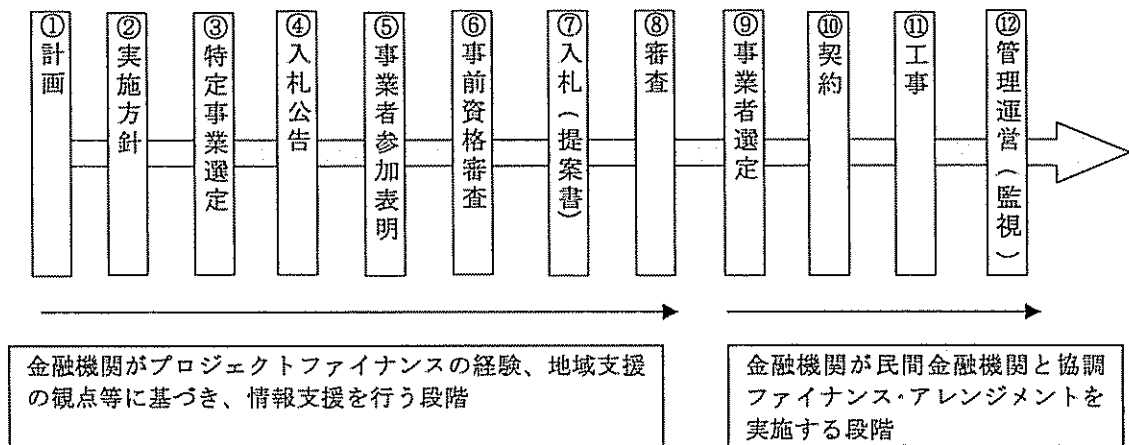 ①計画
②実施方針
③特定事業選定
④入札公告
⑤事業者参加表明
⑥事前資格審査
⑦入札(提案書)
⑧審査
⑨事業者選定
⑩契約
⑪工事
⑫管理運営(監視)
金融機関がプロジェクトファイナンスの経験、地域支援
の観点等に基づき、情報支援を行う段階
金融機関が民間金融機関と協調
ファイナンス・アレンジメントを
実施する段階